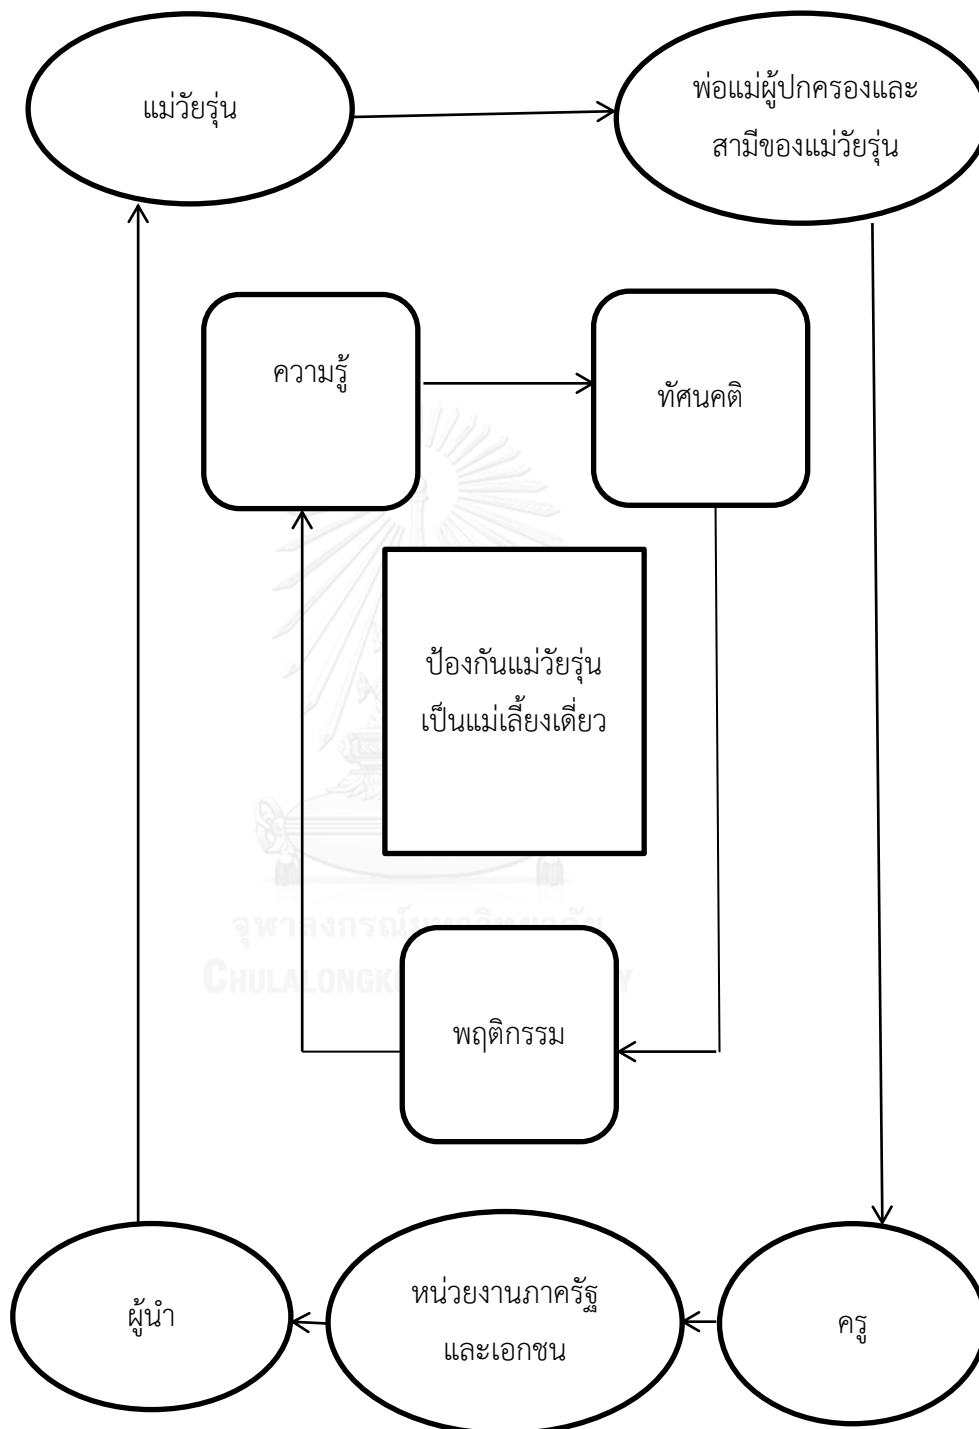 แม่วัยรุ่น
พ่อแม่ผู้ปกครองและ
สามีของแม่วัยรุ่น
ความรู้
ทัศนคติ
ป้องกันแม่วัยรุ่น
เป็นแม่เลี้ยงเดี่ยว
พฤติกรรม
ผู้นำ
หน่วยงานภาครัฐ
และเอกชน
ครู